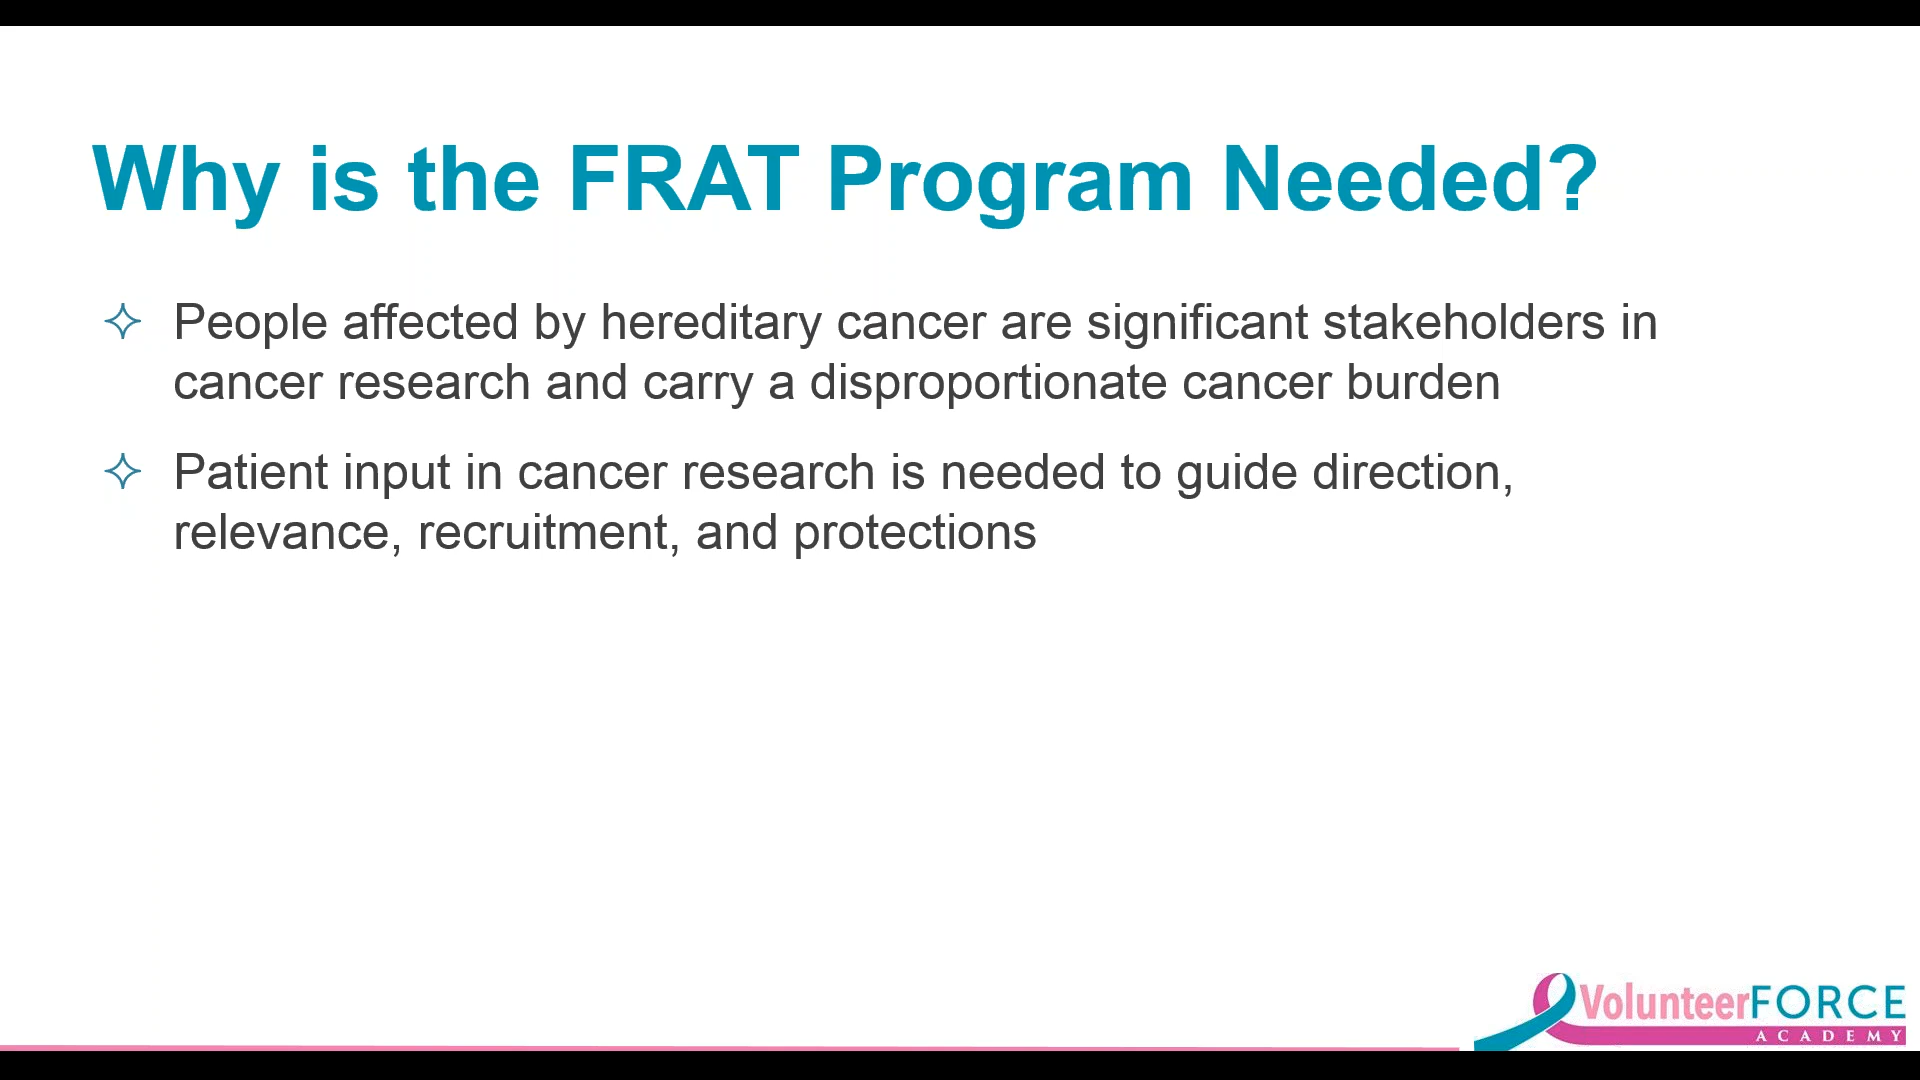 Why is the FRAT Program Needed?
People affected by hereditary cancer are significant stakeholders in
cancer research and carry a disproportionate cancer burden
Patient input in cancer research is needed to guide direction,
relevance, recruitment, and protections
VolunteerFORCE
ACADEMY